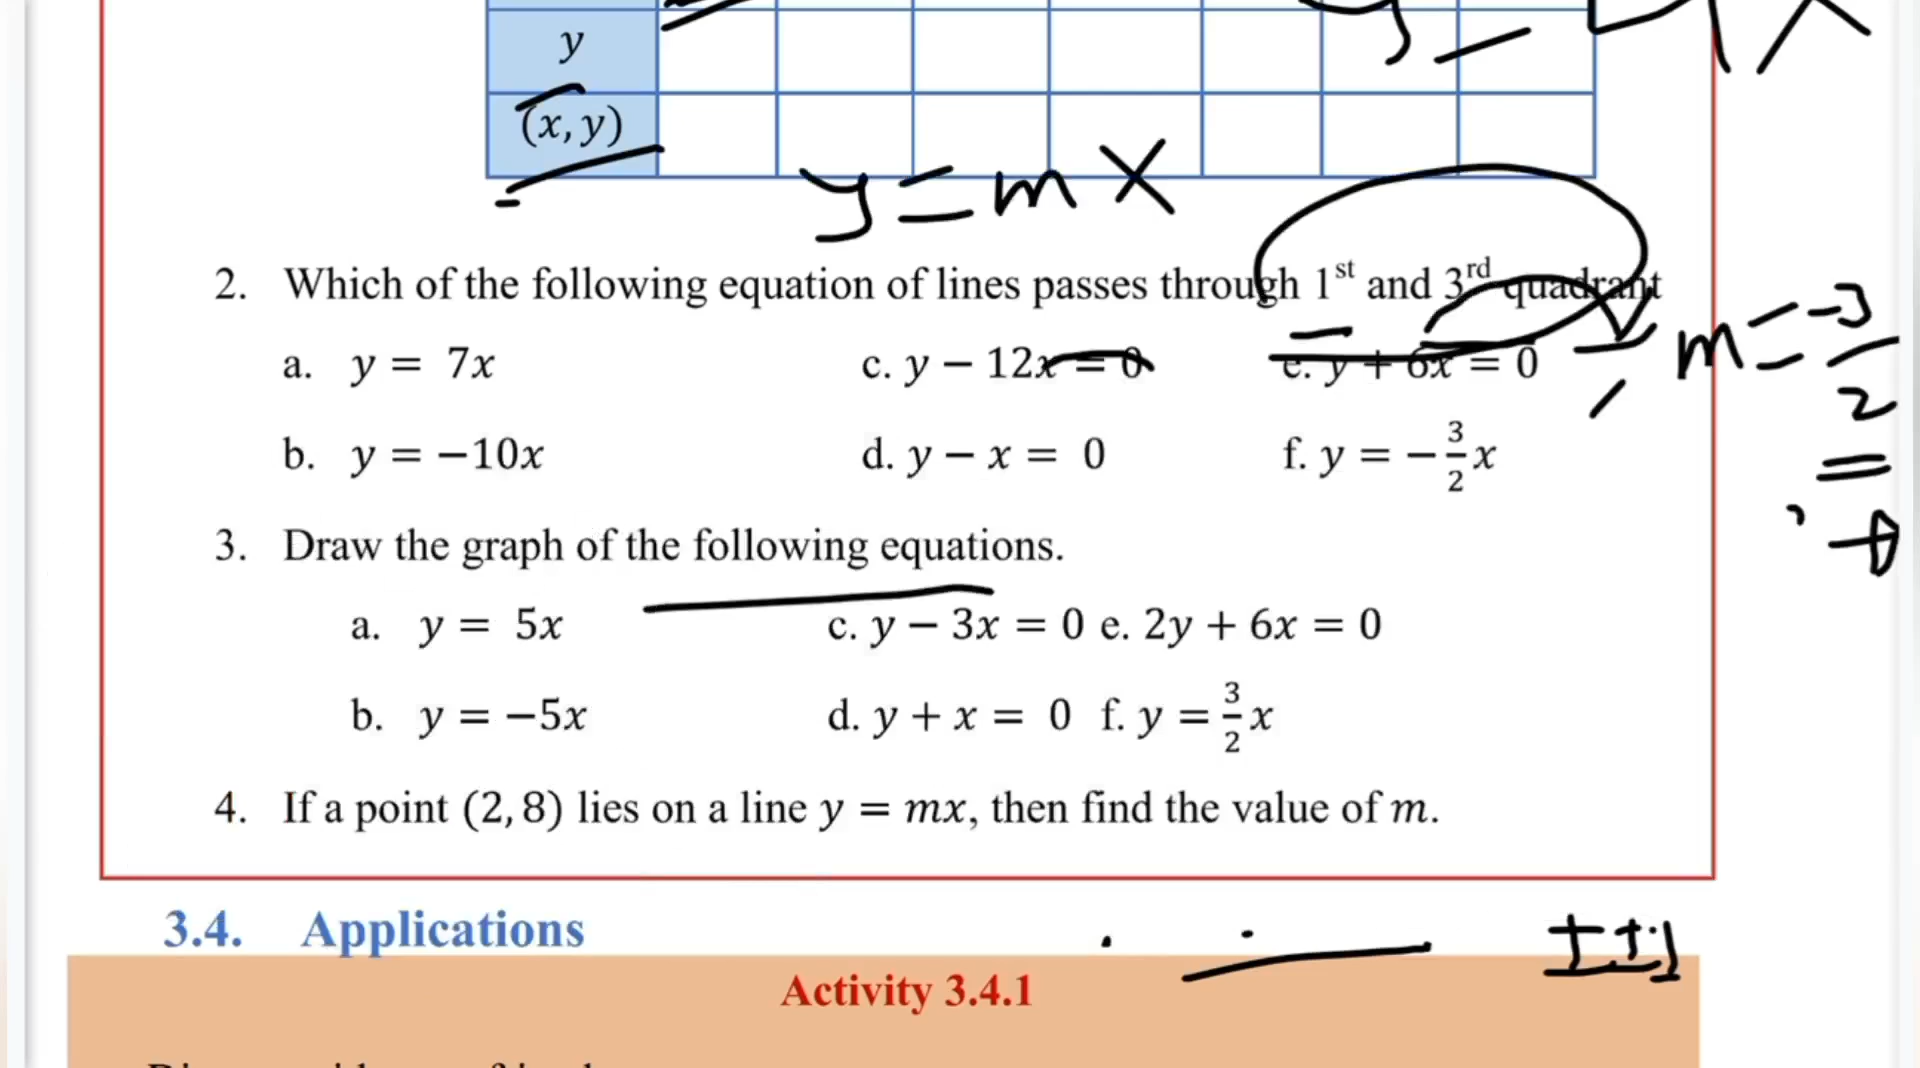 y
(x, y)
y = mx
2. Which of the following equation of lines passes through 1st and 3rd quadrant
a. y = 7x c. y − 12x = 0 e. y + 6x = 0
m = -3/2
b. y = −10x d. y − x = 0 f. y = −3/2 x
3. Draw the graph of the following equations.
a. y = 5x c. y − 3x = 0 e. 2y + 6x = 0
b. y = −5x d. y + x = 0 f. y = 3/2 x
4. If a point (2, 8) lies on a line y = mx, then find the value of m.
3.4. Applications
Activity 3.4.1